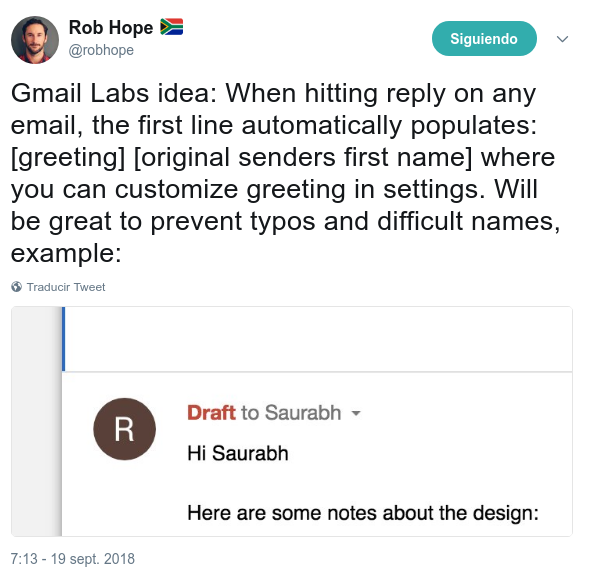 Rob Hope 🇿🇦
@robhope
Siguiendo
Gmail Labs idea: When hitting reply on any
email, the first line automatically populates:
[greeting] [original senders first name] where
you can customize greeting in settings. Will
be great to prevent typos and difficult names,
example:
Traducir Tweet
R
Draft to Saurabh
Hi Saurabh
Here are some notes about the design:
7:13 - 19 sept. 2018